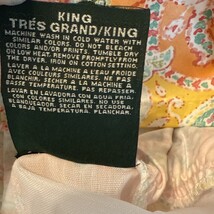 KING
TRÉS GRAND/KING
MACHINE WASH IN COLD WATER WITH
SIMILAR COLORS. DO NOT BLEACH
COLORS AND/OR PRINTS. TUMBLE DRY
ON LOW HEAT. REMOVE PROMPTLY FROM
THE DRYER. IRON ON COTTON SETTING.
LAVER A LA MACHINE A L'EAU FROIDE
AVEC COULEURS SIMILAIRES. NE PAS
BLANCHIR. SÉCHER A LA MACHINE A
BASSE TEMPERATURE. PAS REPASSER
LAVAR EN LAVADORA CON AGUA FRIA.
CON COLORES SIMILARES. NO USE
BLANQUEADOR. SECAR EN SECADORA A
BAJA TEMPERATURA. PLANCHAR.